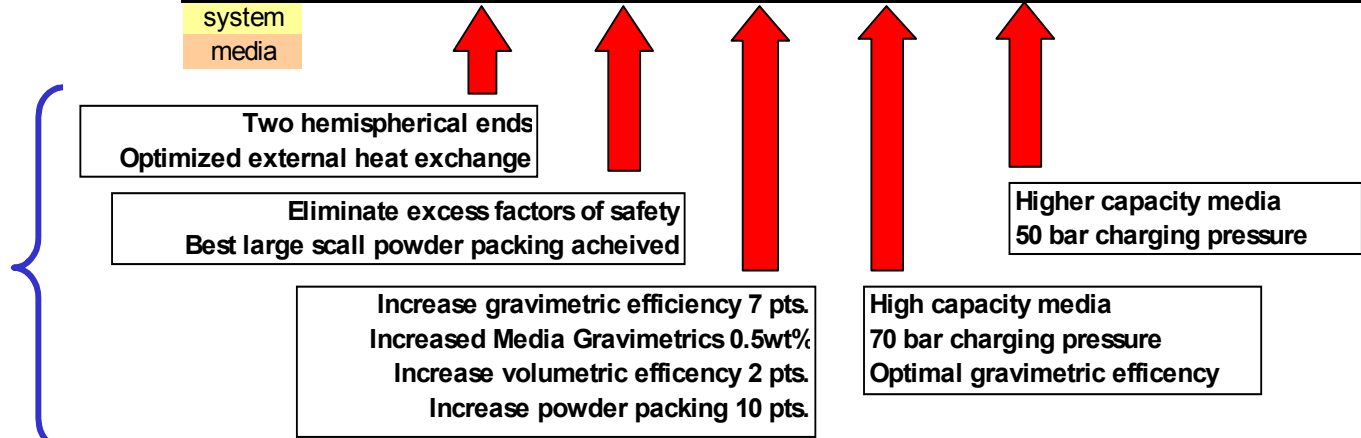 system
media
Two hemispherical ends
Optimized external heat exchange
Eliminate excess factors of safety
Best large scall powder packing acheived
Higher capacity media
50 bar charging pressure
Increase gravimetric efficiency 7 pts.
Increased Media Gravimetrics 0.5wt%
Increase volumetric efficency 2 pts.
Increase powder packing 10 pts.
High capacity media
70 bar charging pressure
Optimal gravimetric efficency